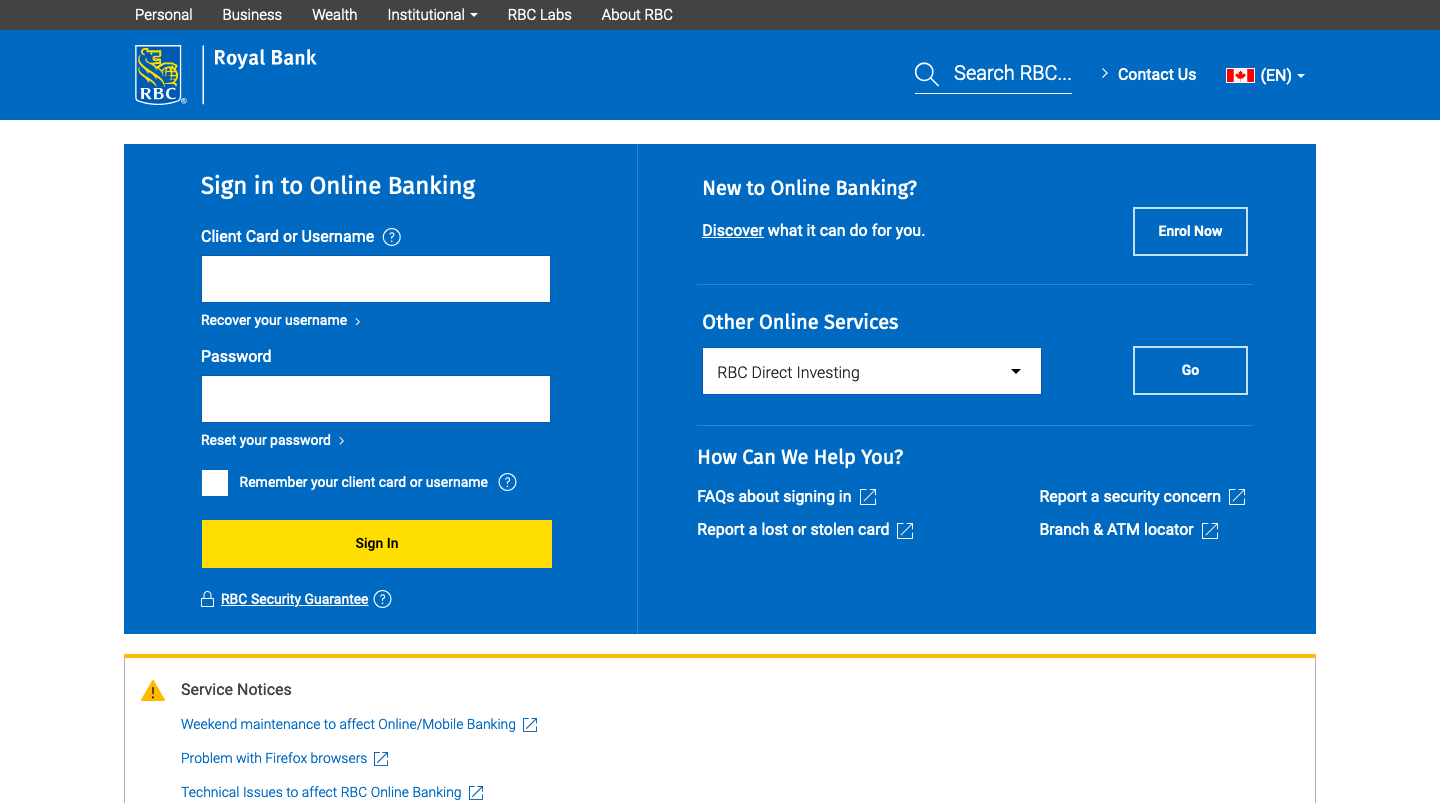 Personal Business Wealth Institutional RBC Labs About RBC
RBC®
Royal Bank
Search RBC...
Contact Us
(EN)
Sign in to Online Banking
Client Card or Username ?
Recover your username
Password
Reset your password
Remember your client card or username ?
Sign In
RBC Security Guarantee ?
New to Online Banking?
Discover what it can do for you.
Enrol Now
Other Online Services
RBC Direct Investing
Go
How Can We Help You?
FAQs about signing in
Report a security concern
Report a lost or stolen card
Branch & ATM locator
Service Notices
Weekend maintenance to affect Online/Mobile Banking
Problem with Firefox browsers
Technical Issues to affect RBC Online Banking